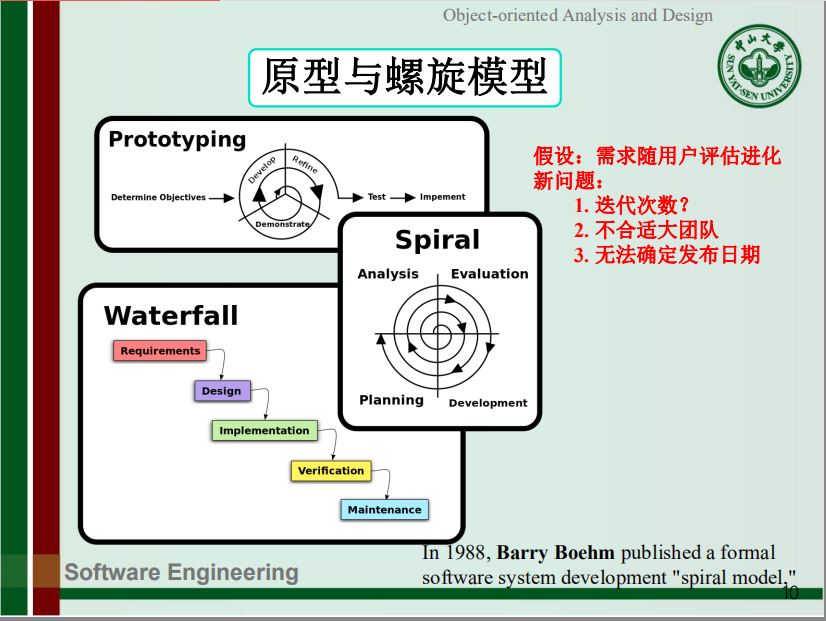 Object-oriented Analysis and Design
中山大学
SUN YAT-SEN UNIVERSITY
原型与螺旋模型
Prototyping
Develop
Refine
Determine Objectives
Test
Impement
Demonstrate
假设：需求随用户评估进化
新问题：
1. 迭代次数？
2. 不合适大团队
3. 无法确定发布日期
Spiral
Analysis
Evaluation
Planning
Development
Waterfall
Requirements
Design
Implementation
Verification
Maintenance
In 1988, Barry Boehm published a formal
software system development "spiral model,"
Software Engineering
10